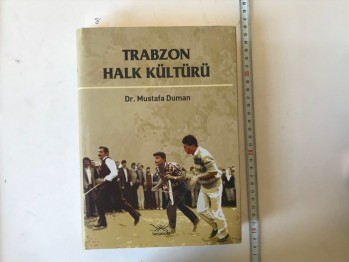 TRABZON
HALK KÜLTÜRÜ
Dr. Mustafa Duman